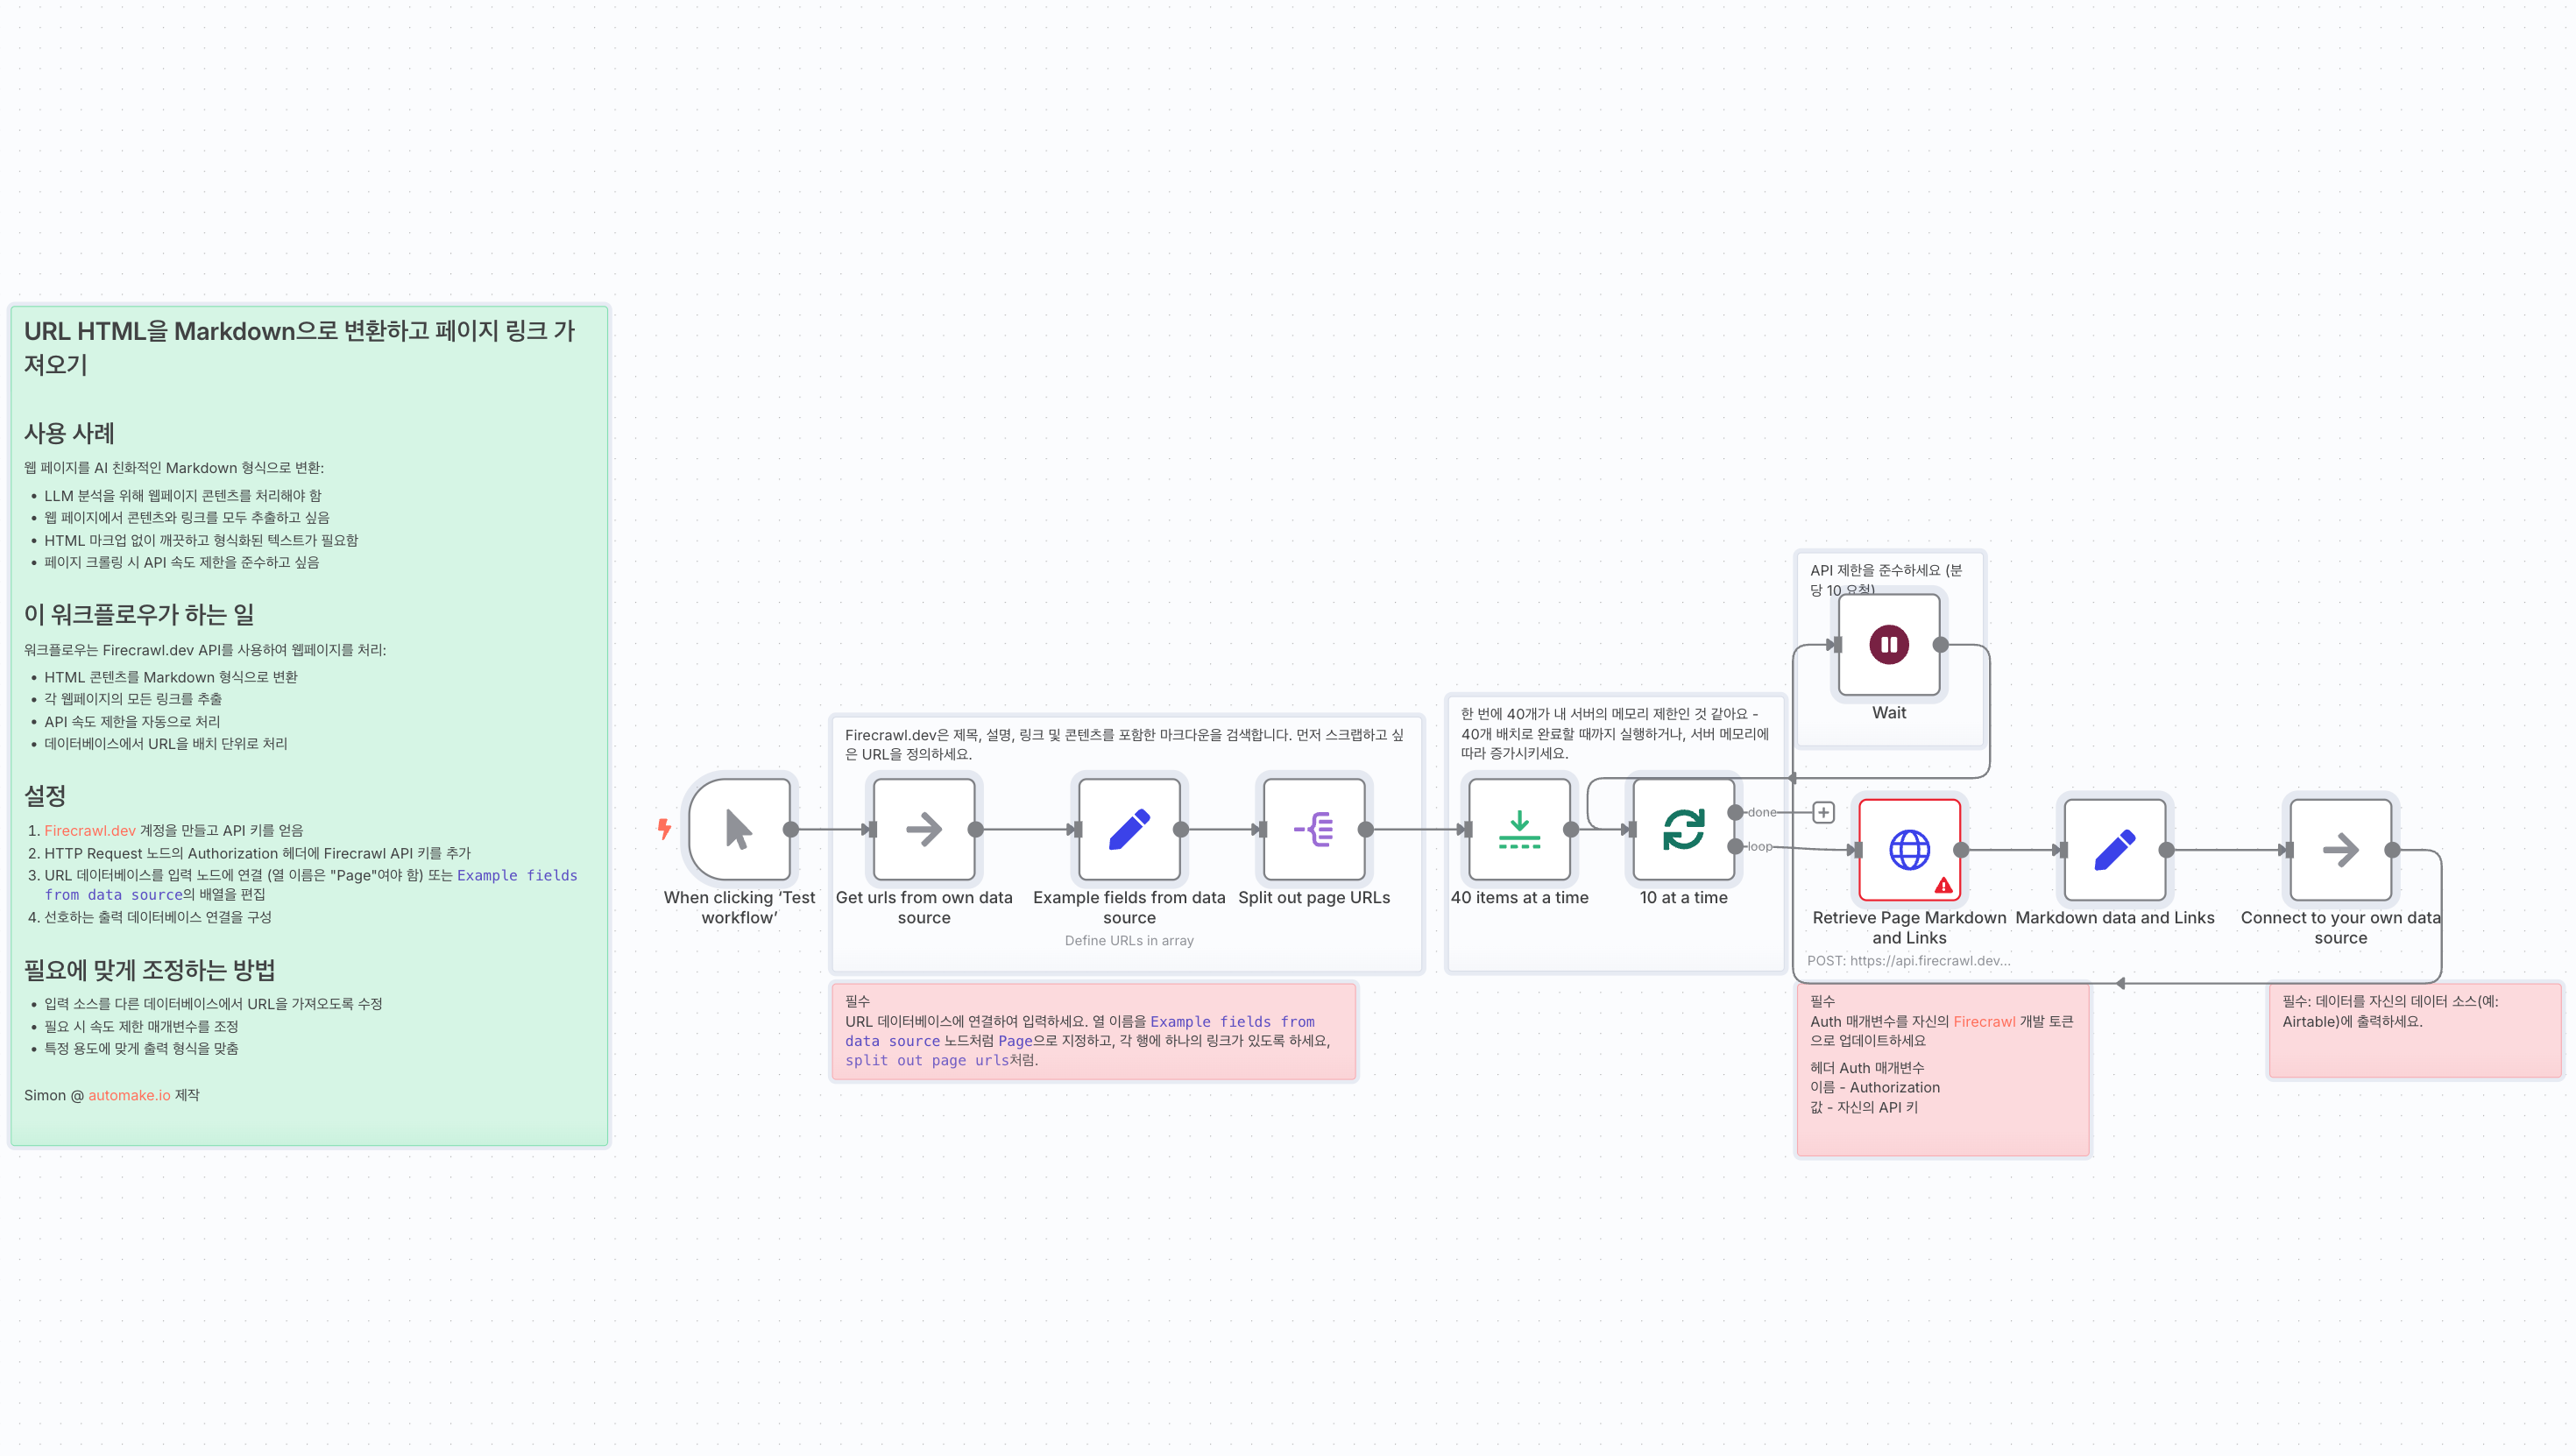 URL HTML을 Markdown으로 변환하고 페이지 링크 가
져오기
사용 사례
웹 페이지를 AI 친화적인 Markdown 형식으로 변환:
• LLM 분석을 위해 웹페이지 콘텐츠를 처리해야 함
• 웹 페이지에서 콘텐츠와 링크를 모두 추출하고 싶음
• HTML 마크업 없이 깨끗하고 형식화된 텍스트가 필요함
• 페이지 크롤링 시 API 속도 제한을 준수하고 싶음
이 워크플로우가 하는 일
워크플로우는 Firecrawl.dev API를 사용하여 웹페이지를 처리:
• HTML 콘텐츠를 Markdown 형식으로 변환
• 각 웹페이지의 모든 링크를 추출
• API 속도 제한을 자동으로 처리
• 데이터베이스에서 URL을 배치 단위로 처리
설정
1. Firecrawl.dev 계정을 만들고 API 키를 얻음
2. HTTP Request 노드의 Authorization 헤더에 Firecrawl API 키를 추가
3. URL 데이터베이스를 입력 노드에 연결 (열 이름은 "Page"여야 함) 또는 Example fields
from data source의 배열을 편집
4. 선호하는 출력 데이터베이스 연결을 구성
필요에 맞게 조정하는 방법
• 입력 소스를 다른 데이터베이스에서 URL을 가져오도록 수정
• 필요 시 속도 제한 매개변수를 조정
• 특정 용도에 맞게 출력 형식을 맞춤
Simon @ automake.io 제작
When clicking ‘Test
workflow’
Firecrawl.dev은 제목, 설명, 링크 및 콘텐츠를 포함한 마크다운을 검색합니다. 먼저 스크랩하고 싶
은 URL을 정의하세요.
Get urls from own data
source
Example fields from data
source
Define URLs in array
Split out page URLs
필수
URL 데이터베이스에 연결하여 입력하세요. 열 이름을 Example fields from
data source 노드처럼 Page으로 지정하고, 각 행에 하나의 링크가 있도록 하세요,
split out page urls처럼.
한 번에 40개가 내 서버의 메모리 제한인 것 같아요 -
40개 배치로 완료할 때까지 실행하거나, 서버 메모리에
따라 증가시키세요.
40 items at a time
10 at a time
done
loop
API 제한을 준수하세요 (분
당 10 요청)
Wait
Retrieve Page Markdown
and Links
POST: https://api.firecrawl.dev...
Markdown data and Links
Connect to your own data
source
필수
Auth 매개변수를 자신의 Firecrawl 개발 토큰
으로 업데이트하세요
헤더 Auth 매개변수
이름 - Authorization
값 - 자신의 API 키
필수: 데이터를 자신의 데이터 소스(예:
Airtable)에 출력하세요.